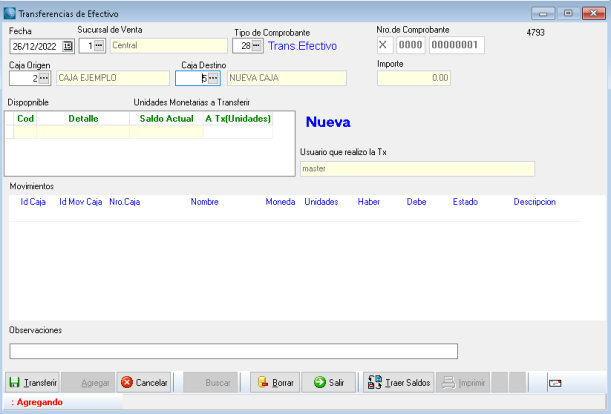 Transferencias de Efectivo
Fecha Sucursal de Venta Tipo de Comprobante Nro.de Comprobante 4793
26/12/2022 15 1 ... Central 28 ... Trans.Efectivo X 0000 00000001
Caja Origen Caja Destino Importe
2 ... CAJA EJEMPLO 5 ... NUEVA CAJA 0.00
Disponible Unidades Monetarias a Transferir
Cod Detalle Saldo Actual A Tx(Unidades)
Nueva
Usuario que realizo la Tx
master
Movimientos
Id Caja Id Mov Caja Nro.Caja Nombre Moneda Unidades Haber Debe Estado Descripcion
Observaciones
Transferir Agregar Cancelar Buscar Borrar Salir Traer Saldos Imprimir
: Agregando